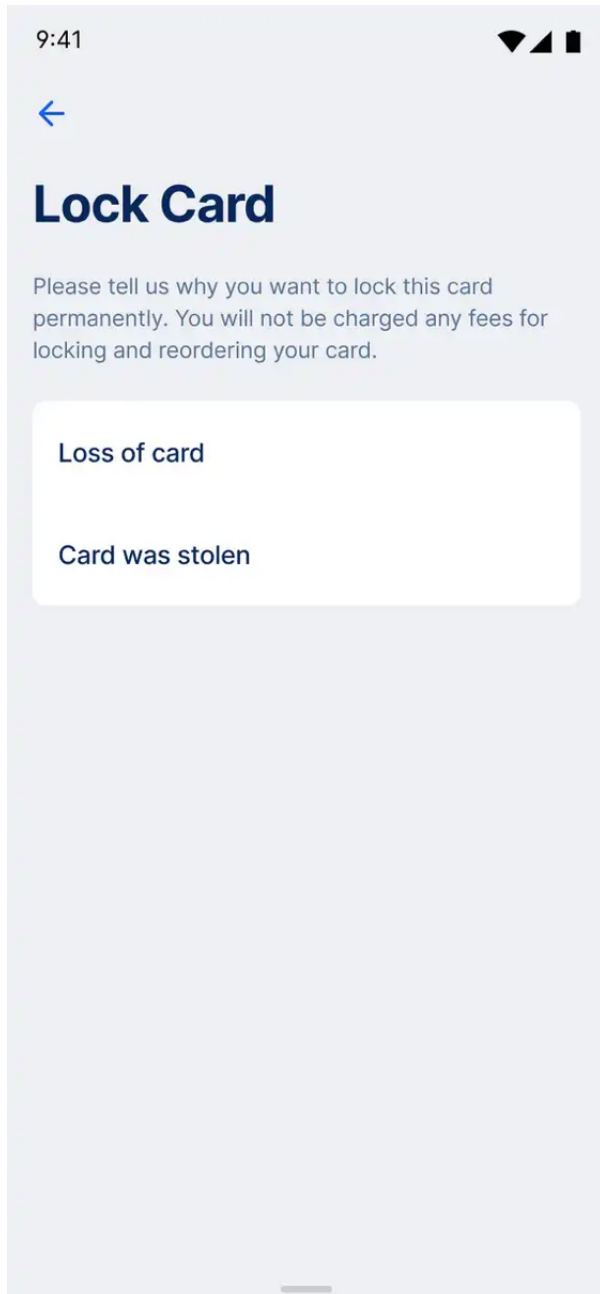 9:41
Lock Card
Please tell us why you want to lock this card
permanently. You will not be charged any fees for
locking and reordering your card.
Loss of card
Card was stolen